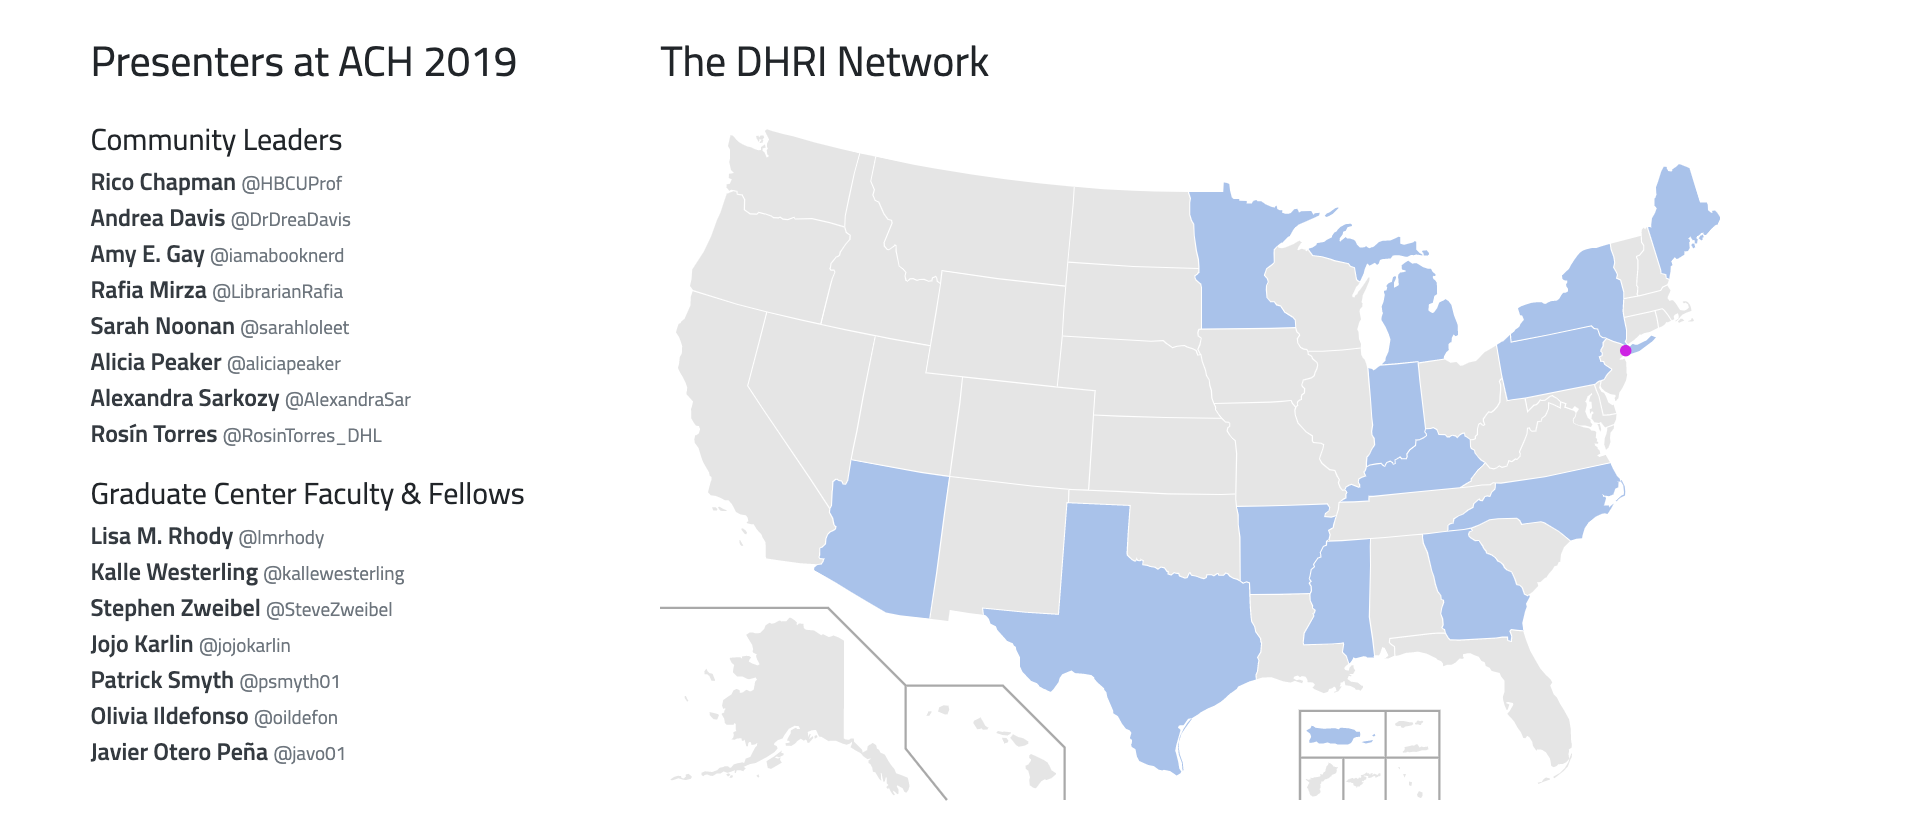 Presenters at ACH 2019
Community Leaders
Rico Chapman @HBCUProf
Andrea Davis @DrDreaDavis
Amy E. Gay @iamabooknerd
Rafia Mirza @LibrarianRafia
Sarah Noonan @sarahloleet
Alicia Peaker @aliciapeaker
Alexandra Sarkozy @AlexandraSar
Rosín Torres @RosinTorres_DHL
Graduate Center Faculty & Fellows
Lisa M. Rhody @lmrhody
Kalle Westerling @kallewesterling
Stephen Zweibel @SteveZweibel
Jojo Karlin @jojokarlin
Patrick Smyth @psmyth01
Olivia Ildefonso @oildefon
Javier Otero Peña @javo01
The DHRI Network